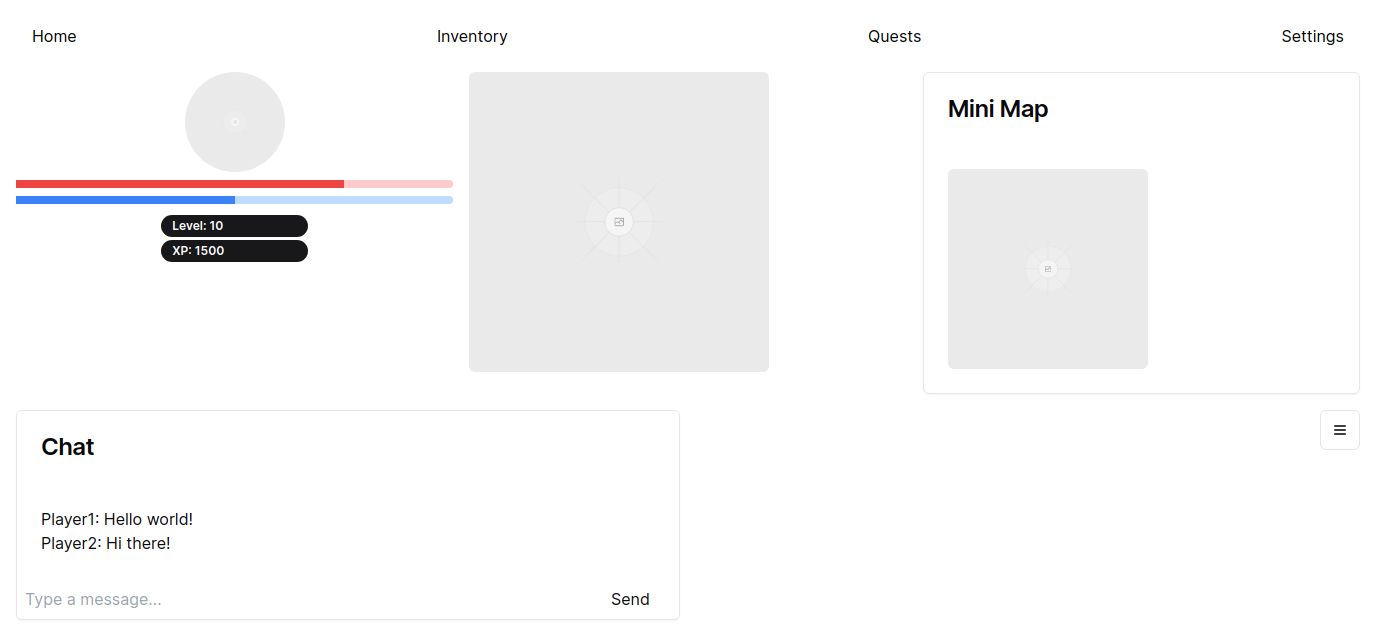 Home Inventory Quests Settings
Mini Map
Level: 10
XP: 1500
Chat
Player1: Hello world!
Player2: Hi there!
Type a message... Send